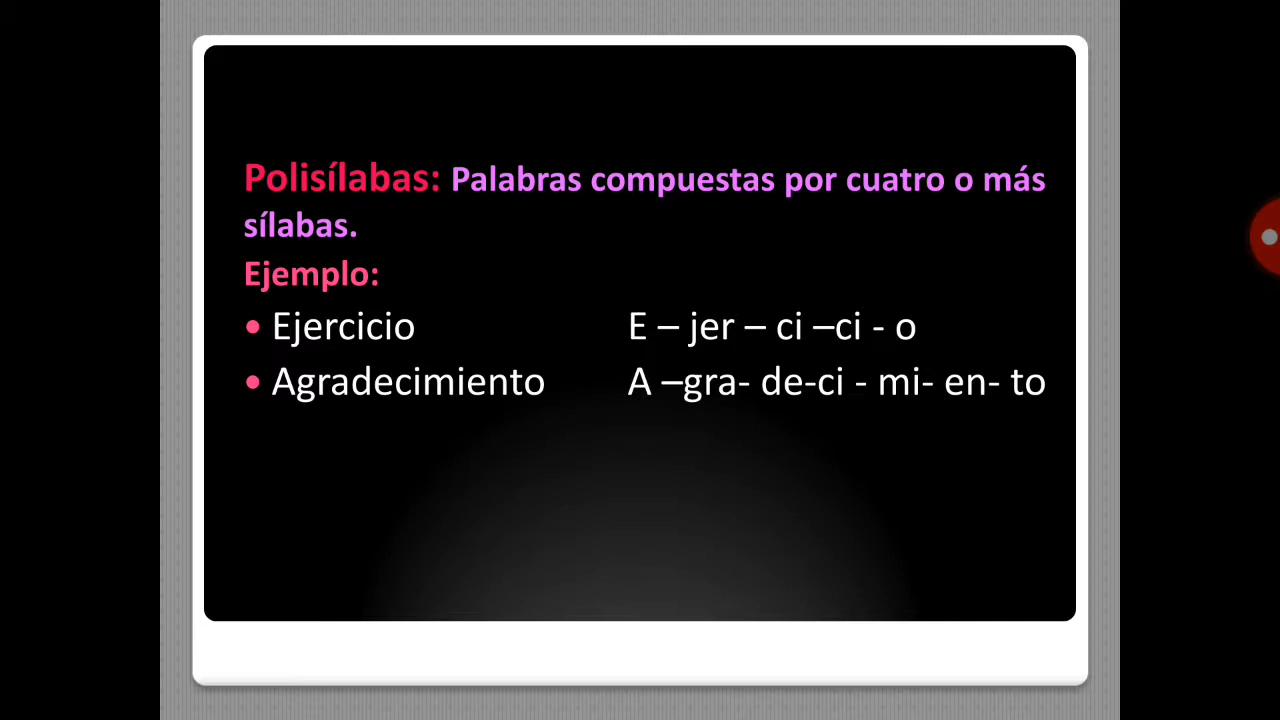 Polisílabas: Palabras compuestas por cuatro o más
sílabas.
Ejemplo:
• Ejercicio E – jer – ci –ci - o
• Agradecimiento A –gra- de-ci - mi- en- to